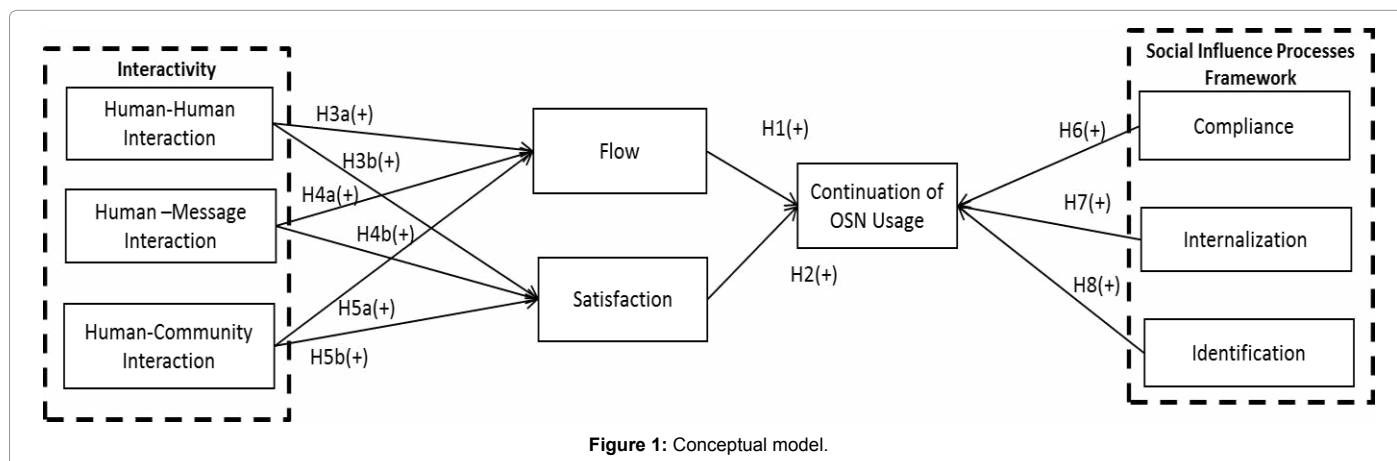 Interactivity
Human-Human
Interaction
Human –Message
Interaction
Human-Community
Interaction
H3a(+)
H3b(+)
H4a(+)
H4b(+)
H5a(+)
H5b(+)
Flow
Satisfaction
H1(+)
H2(+)
Continuation of
OSN Usage
H6(+)
H7(+)
H8(+)
Social Influence Processes
Framework
Compliance
Internalization
Identification
Figure 1: Conceptual model.